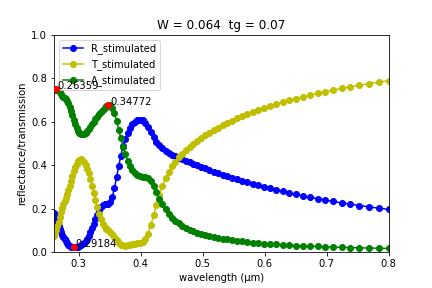 W = 0.064  tg = 0.07
1.0
0.8
0.6
0.4
0.2
0.0
reflectance/transmission
R_stimulated
T_stimulated
A_stimulated
0.26359
0.34772
0.29184
0.3
0.4
0.5
0.6
0.7
0.8
wavelength (μm)